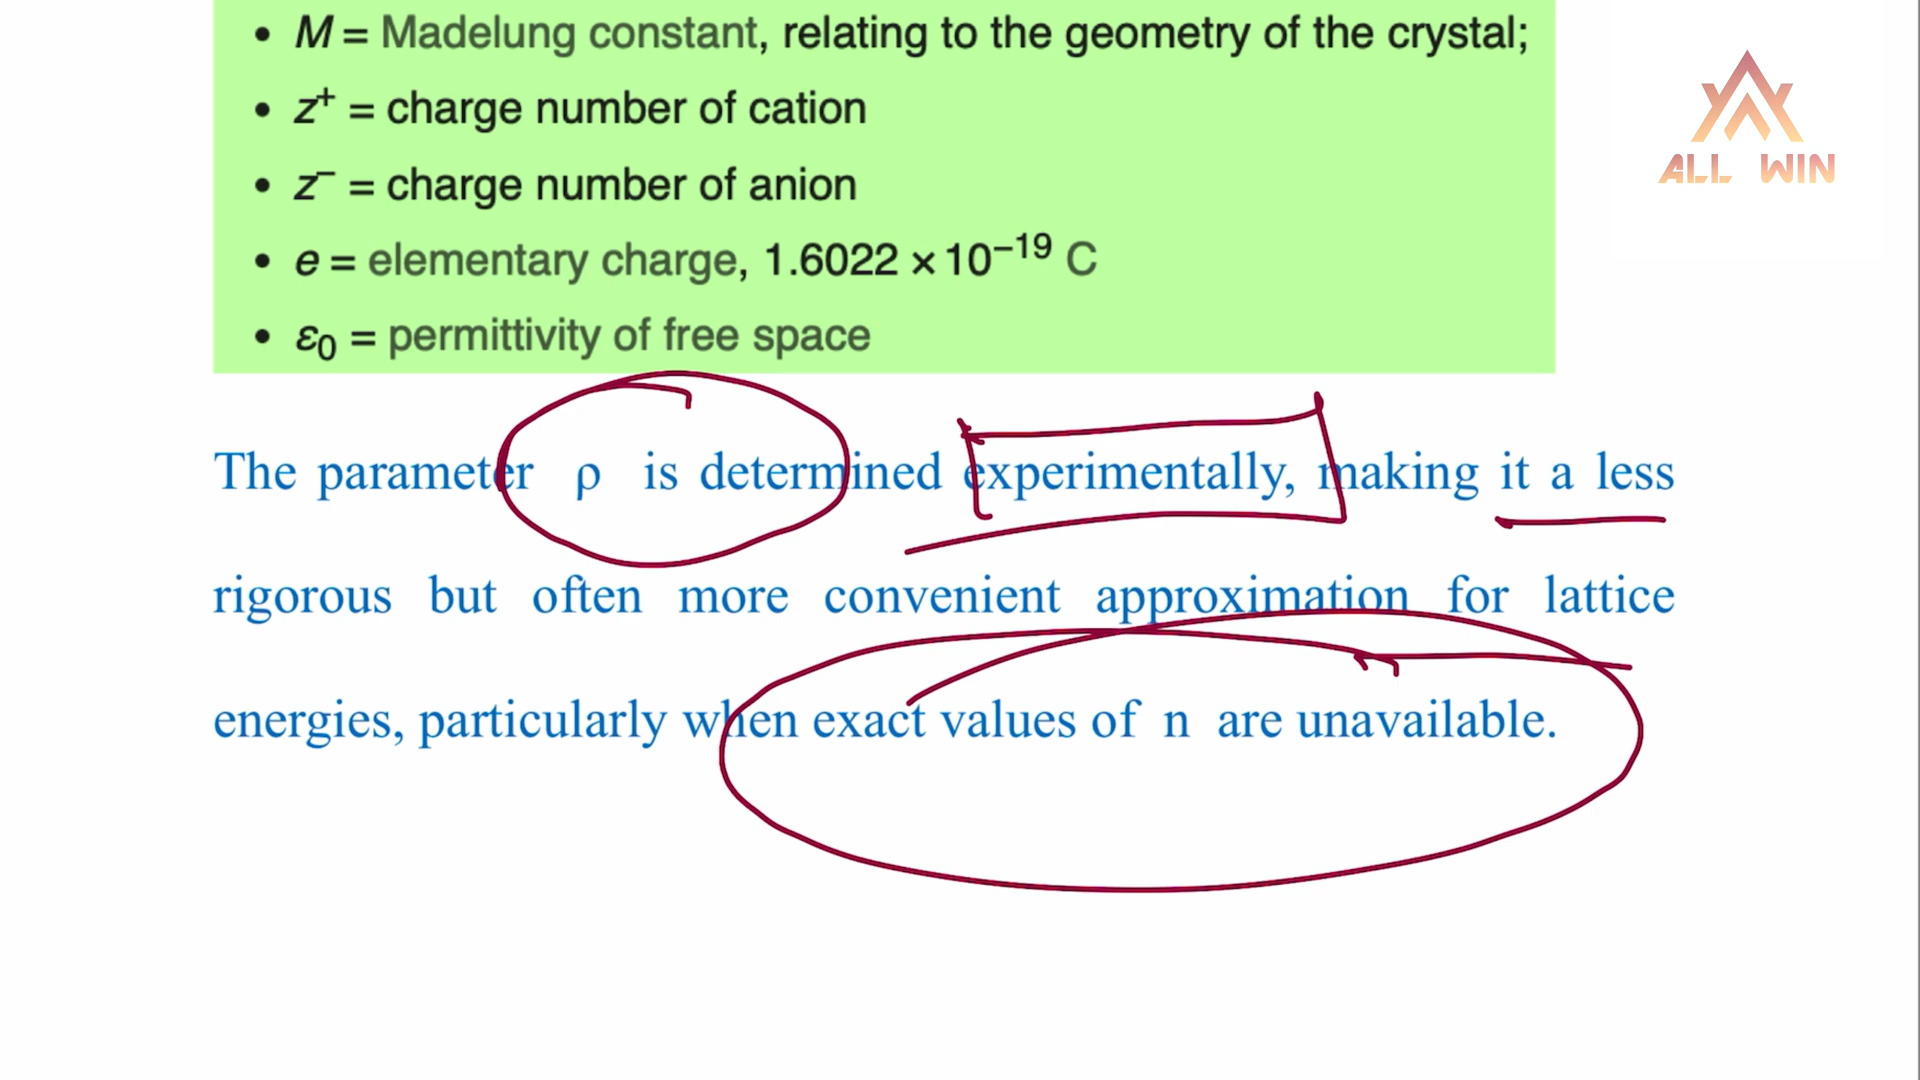 • M = Madelung constant, relating to the geometry of the crystal;
• z⁺ = charge number of cation
• z⁻ = charge number of anion
• e = elementary charge, 1.6022 × 10⁻¹⁹ C
• ε₀ = permittivity of free space
ALL WIN
The parameter ρ is determined experimentally, making it a less
rigorous but often more convenient approximation for lattice
energies, particularly when exact values of n are unavailable.